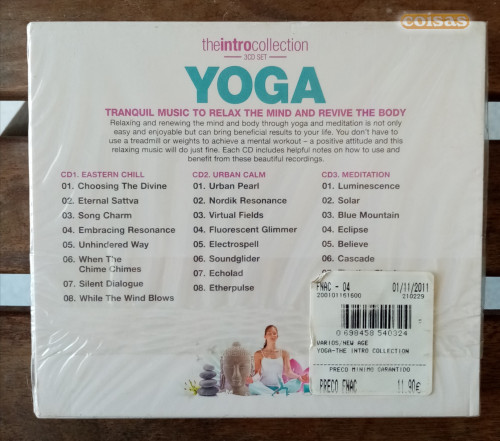 coisas
theintrocollection
3CD SET
YOGA
TRANQUIL MUSIC TO RELAX THE MIND AND REVIVE THE BODY
Relaxing and renewing the mind and body through yoga and meditation is not only
easy and enjoyable but can bring beneficial results to your life. You don't have to
use a treadmill or weights to achieve a mental workout – a positive attitude and this
relaxing music will do just fine. Each CD includes helpful notes on how to use and
benefit from these beautiful recordings.
CD1. EASTERN CHILL
01. Choosing The Divine
02. Eternal Sattva
03. Song Charm
04. Embracing Resonance
05. Unhindered Way
06. When The
Chime Chimes
07. Silent Dialogue
08. While The Wind Blows
CD2. URBAN CALM
01. Urban Pearl
02. Nordik Resonance
03. Virtual Fields
04. Fluorescent Glimmer
05. Electrospell
06. Soundglider
07. Echolad
08. Etherpulse
CD3. MEDITATION
01. Luminescence
02. Solar
03. Blue Mountain
04. Eclipse
05. Believe
06. Cascade
FNAC - 04 01/11/2011
200101161600 210229
0 698458 540324
VARIOS/NEW AGE
YOGA-THE INTRO COLLECTION
PRECO MINIMO GARANTIDO
PRECO FNAC 11.90€